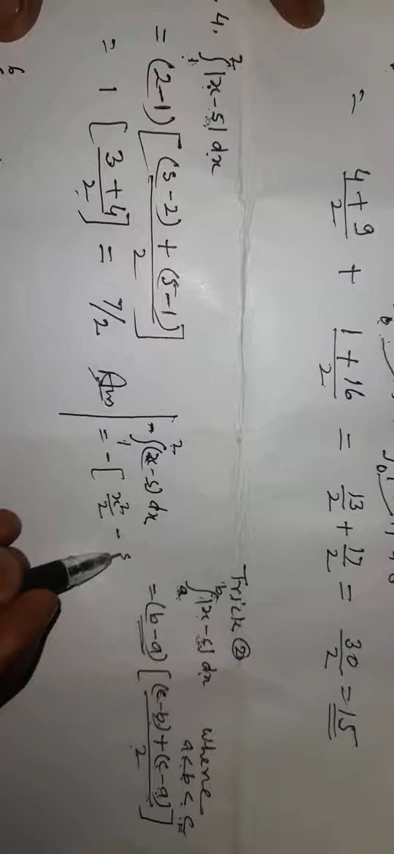 = (4+9)/2 + (1+16)/2 = 13/2 + 17/2 = 30/2 = 15
4. ∫₁² |x-5| dx
= (2-1) [((5-2) + (5-1))/2]
= 1 [(3+4)/2] = 7/2 Ans
= -∫₁² (x-5) dx
= -[x²/2 - 5
Trick ②
∫ₐᵇ |x-c| dx where a<b<c
= (b-a) [((c-b)+(c-a))/2]